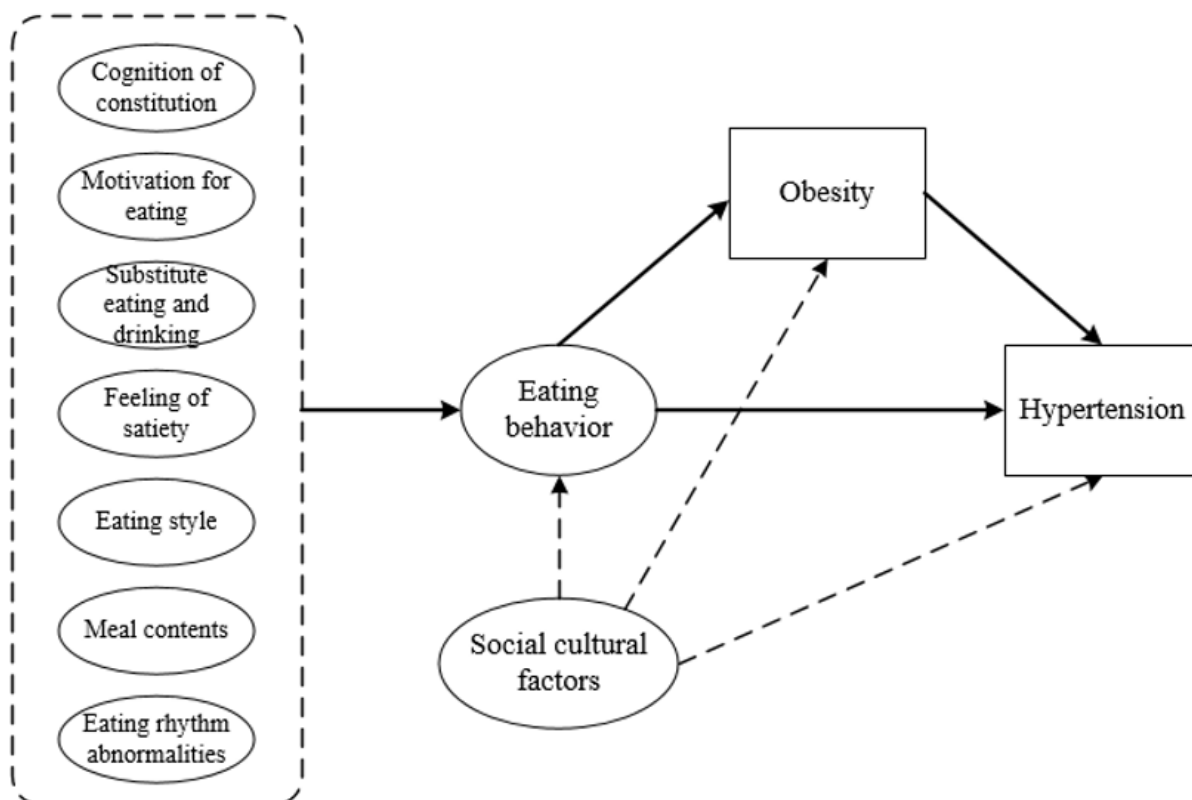 Cognition of
constitution
Motivation for
eating
Substitute
eating and
drinking
Feeling of
satiety
Eating style
Meal contents
Eating rhythm
abnormalities
Eating
behavior
Social cultural
factors
Obesity
Hypertension